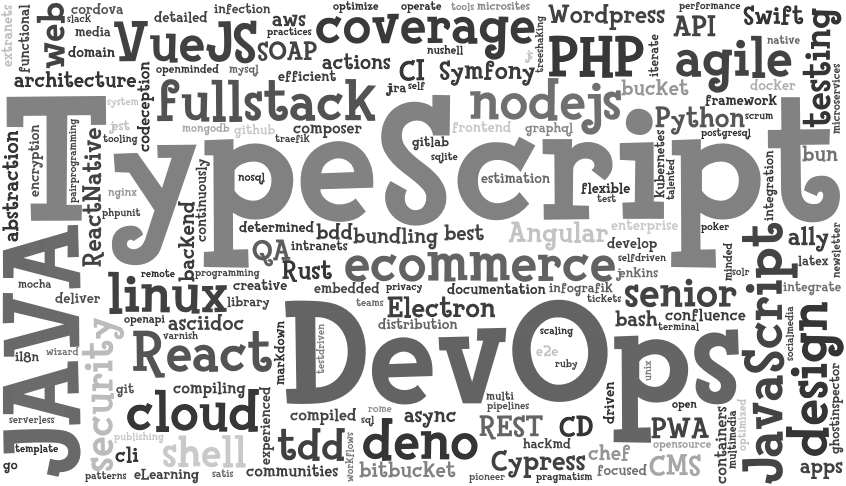 extranets
functional
slack
web
cordova
media
domain
detailed
infection
VueJS
SOAP
aws
practices
optimize
operate
tools
microsites
coverage
nushell
treeshaking
Wordpress
PHP
iterate
performance
API
Swift
native
agile
testing
microservices
architecture
openminded
mysql
efficient
actions
CI
Symfony
jr
jra
self
bucket
docker
system
codeception
fullstack
nodejs
framework
Python
scrum
postgresql
jest
tooling
mongodb
github
traefik
composer
gitlab
sqlite
frontend
graphql
TypeScript
abstraction
encryption
pairprogramming
ReactNative
nginx
phpunit
continuously
nosql
estimation
flexible
test
kubernetes
talented
integration
bun
backend
determined
bdd
bundling
best
Angular
enterprise
develop
poker
ally
newsletter
QA
intranets
selfdriven
minded
solr
latex
JAVA
mocha
deliver
remote
programming
Rust
ecommerce
jenkins
integrate
linux
creative
library
embedded
privacy
documentation
infografik
tickets
senior
openapi
asciidoc
teams
Electron
distribution
bash
confluence
terminal
JavaScript
socialmedia
design
il8n
wizard
security
varnish
React
markdown
testdriven
DevOps
scaling
e2e
ruby
unix
git
compiling
serverless
cloud
experienced
compiled
sql
rome
async
multi
pipelines
REST
CD
driven
open
PWA
containers
multimedia
optimized
ghostinspector
template
go
publishing
cli
shell
tdd
workflows
deno
hackmd
opensource
patterns
eLearning
satis
communities
bitbucket
Cypress
pioneer
pragmatism
chef
focused
CMS
apps